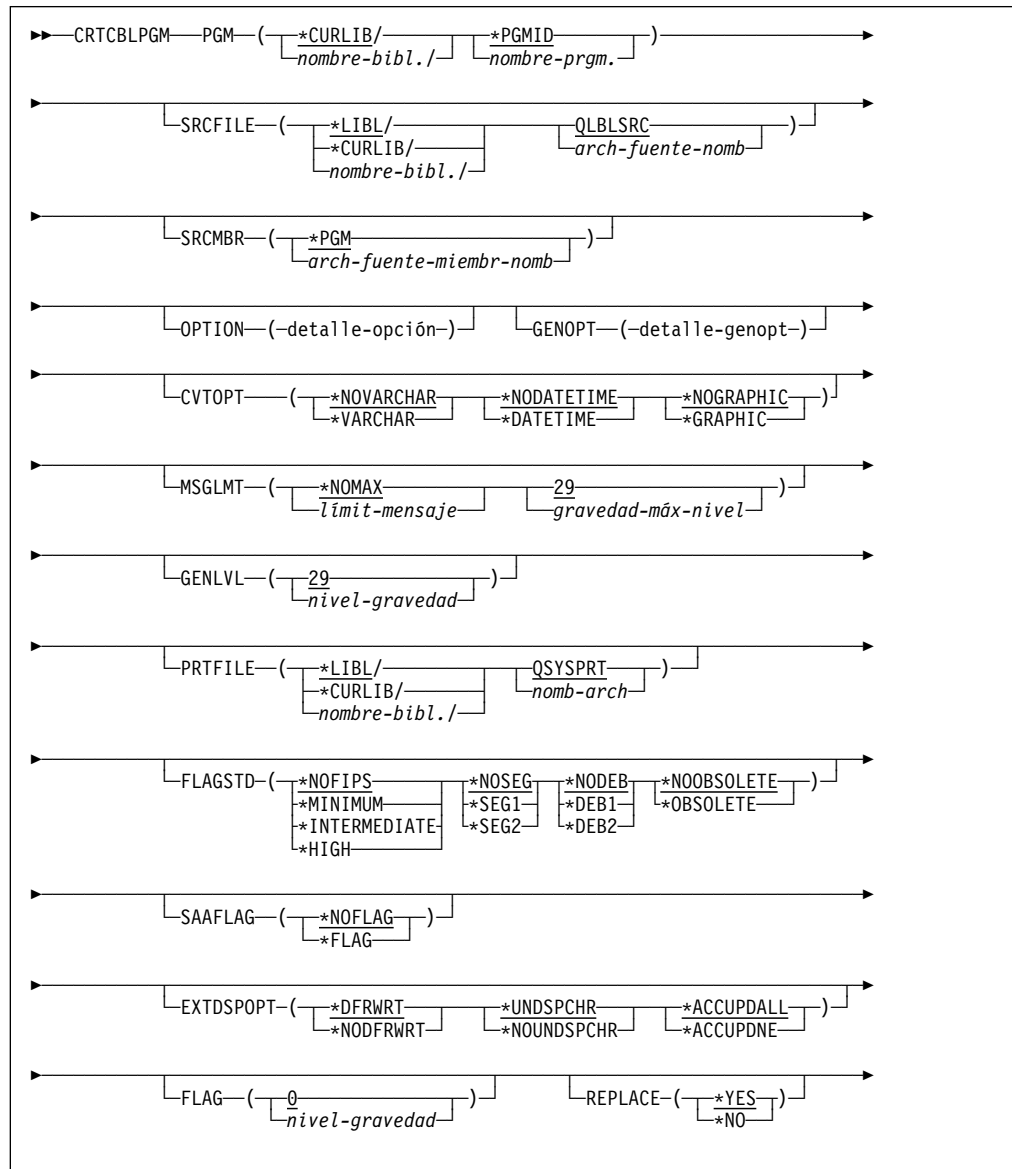 CRTCBLPGM PGM ( *CURLIB/ *PGMID )
nombre-bibl./ nombre-prgm.
SRCFILE ( *LIBL/ QLBLSRC )
*CURLIB/ arch-fuente-nomb
nombre-bibl./
SRCMBR ( *PGM )
arch-fuente-miembr-nomb
OPTION ( detalle-opción ) GENOPT ( detalle-genopt )
CVTOPT ( *NOVARCHAR *NODATETIME *NOGRAPHIC )
*VARCHAR *DATETIME *GRAPHIC
MSGLMT ( *NOMAX 29 )
límit-mensaje gravedad-máx-nivel
GENLVL ( 29 )
nivel-gravedad
PRTFILE ( *LIBL/ QSYSPRT )
*CURLIB/ nomb-arch
nombre-bibl./
FLAGSTD ( *NOFIPS *NOSEG *NODEB *NOOBSOLETE )
*MINIMUM *SEG1 *DEB1 *OBSOLETE
*INTERMEDIATE *SEG2 *DEB2
*HIGH
SAAFLAG ( *NOFLAG )
*FLAG
EXTDSPOPT ( *DFRWRT *UNDSPCHR *ACCUPDALL )
*NODFRWRT *NOUNDSPCHR *ACCUPDNE
FLAG ( 0 ) REPLACE ( *YES )
nivel-gravedad *NO